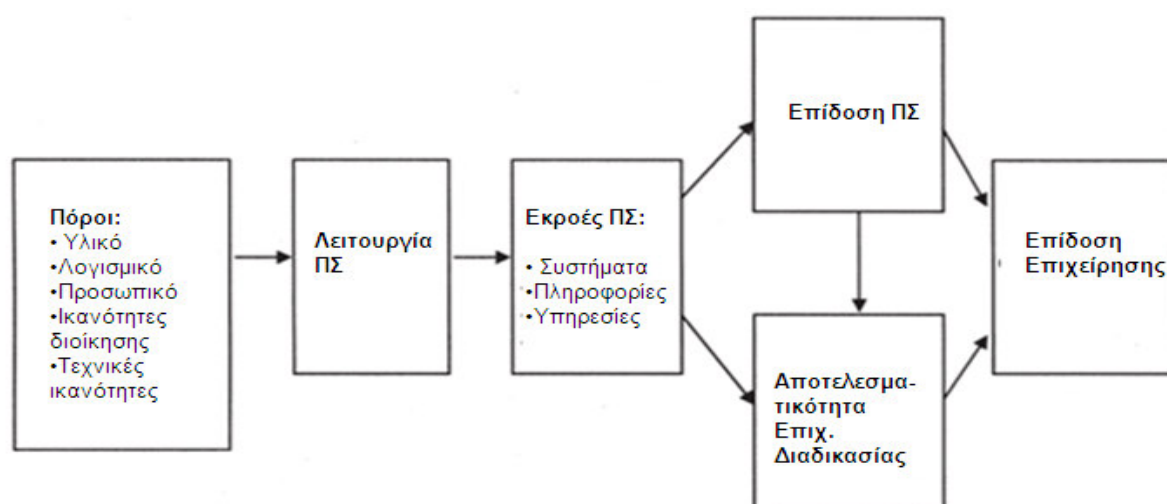 Πόροι:
• Υλικό
•Λογισμικό
•Προσωπικό
•Ικανότητες
διοίκησης
•Τεχνικές
ικανότητες
Λειτουργία
ΠΣ
Εκροές ΠΣ:
• Συστήματα
•Πληροφορίες
•Υπηρεσίες
Επίδοση ΠΣ
Αποτελεσμα-
τικότητα
Επιχ.
Διαδικασίας
Επίδοση
Επιχείρησης